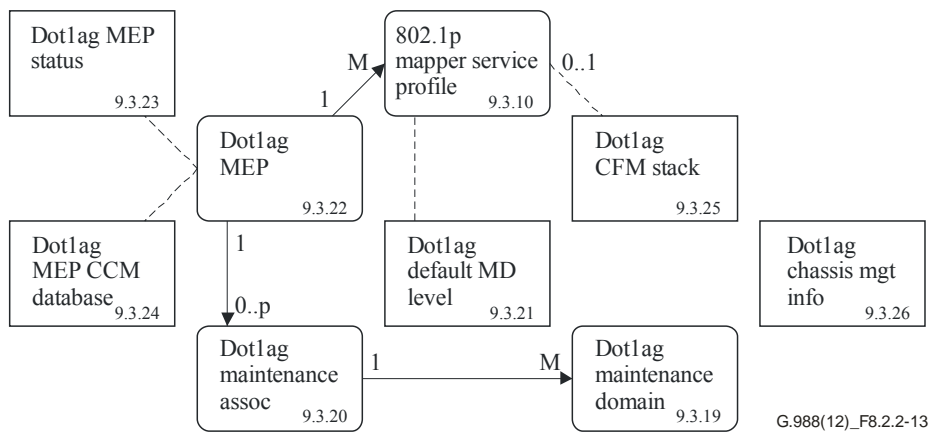 Dot1ag MEP
status
9.3.23
802.1p
mapper service
profile
9.3.10
M
1
0..1
Dot1ag
MEP
9.3.22
Dot1ag
CFM stack
9.3.25
Dot1ag
MEP CCM
database
9.3.24
1
0..p
Dot1ag
default MD
level
9.3.21
Dot1ag
chassis mgt
info
9.3.26
Dot1ag
maintenance
assoc
9.3.20
1
M
Dot1ag
maintenance
domain
9.3.19
G.988(12)_F8.2.2-13